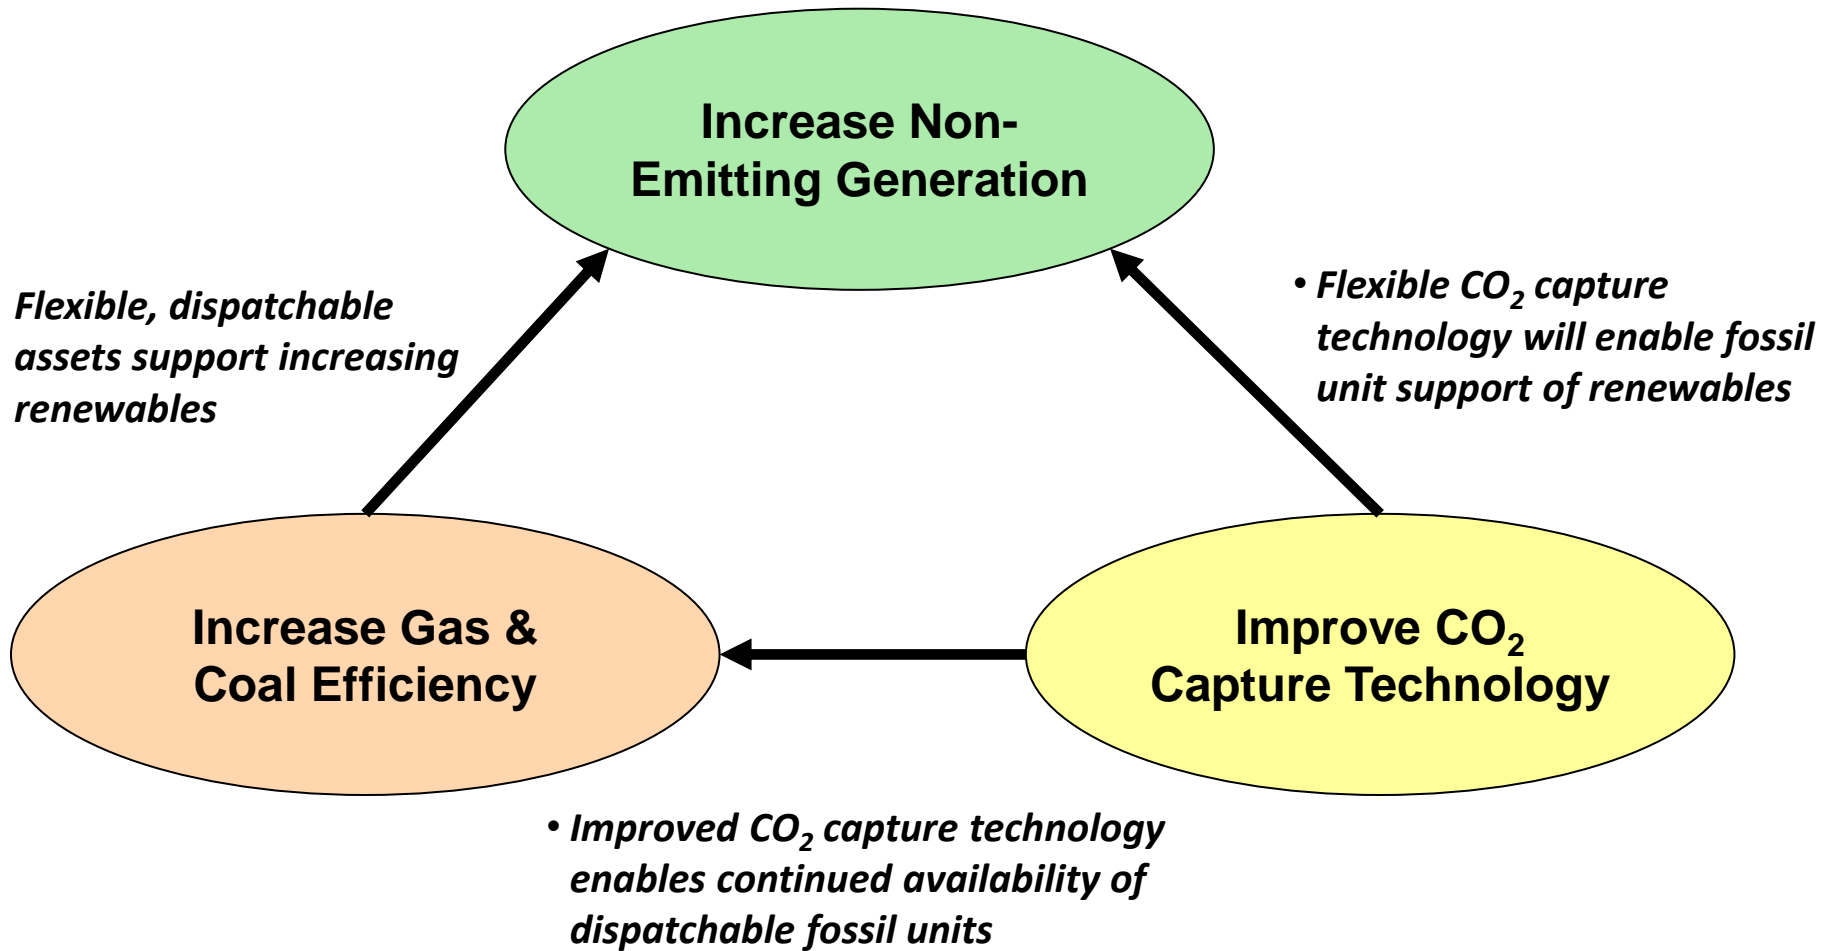 Increase Non-
Emitting Generation
Flexible, dispatchable
assets support increasing
renewables
• Flexible CO₂ capture
technology will enable fossil
unit support of renewables
Increase Gas &
Coal Efficiency
Improve CO₂
Capture Technology
• Improved CO₂ capture technology
enables continued availability of
dispatchable fossil units